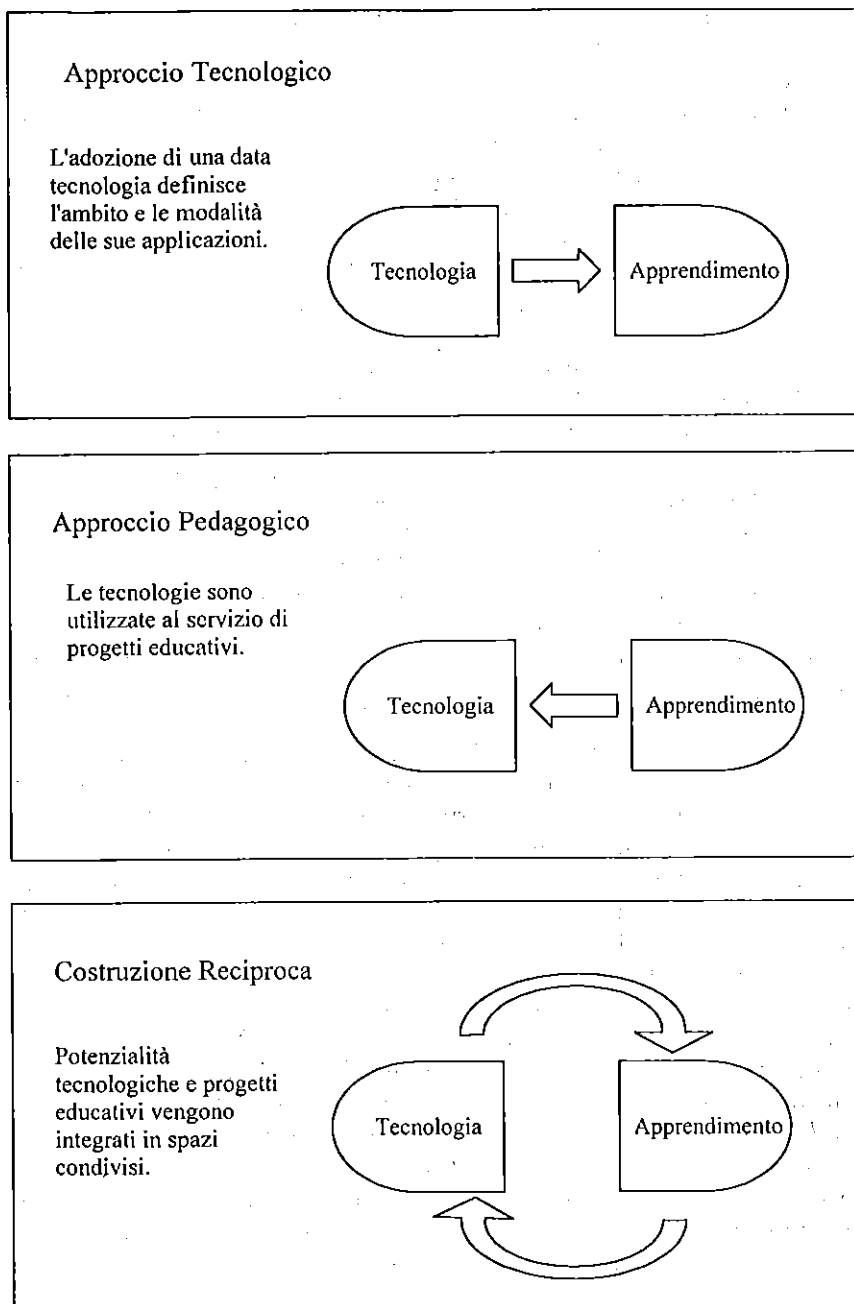 Approccio Tecnologico
L'adozione di una data
tecnologia definisce
l'ambito e le modalità
delle sue applicazioni.
Tecnologia
Apprendimento
Approccio Pedagogico
Le tecnologie sono
utilizzate al servizio di
progetti educativi.
Tecnologia
Apprendimento
Costruzione Reciproca
Potenzialità
tecnologiche e progetti
educativi vengono
integrati in spazi
condivisi.
Tecnologia
Apprendimento